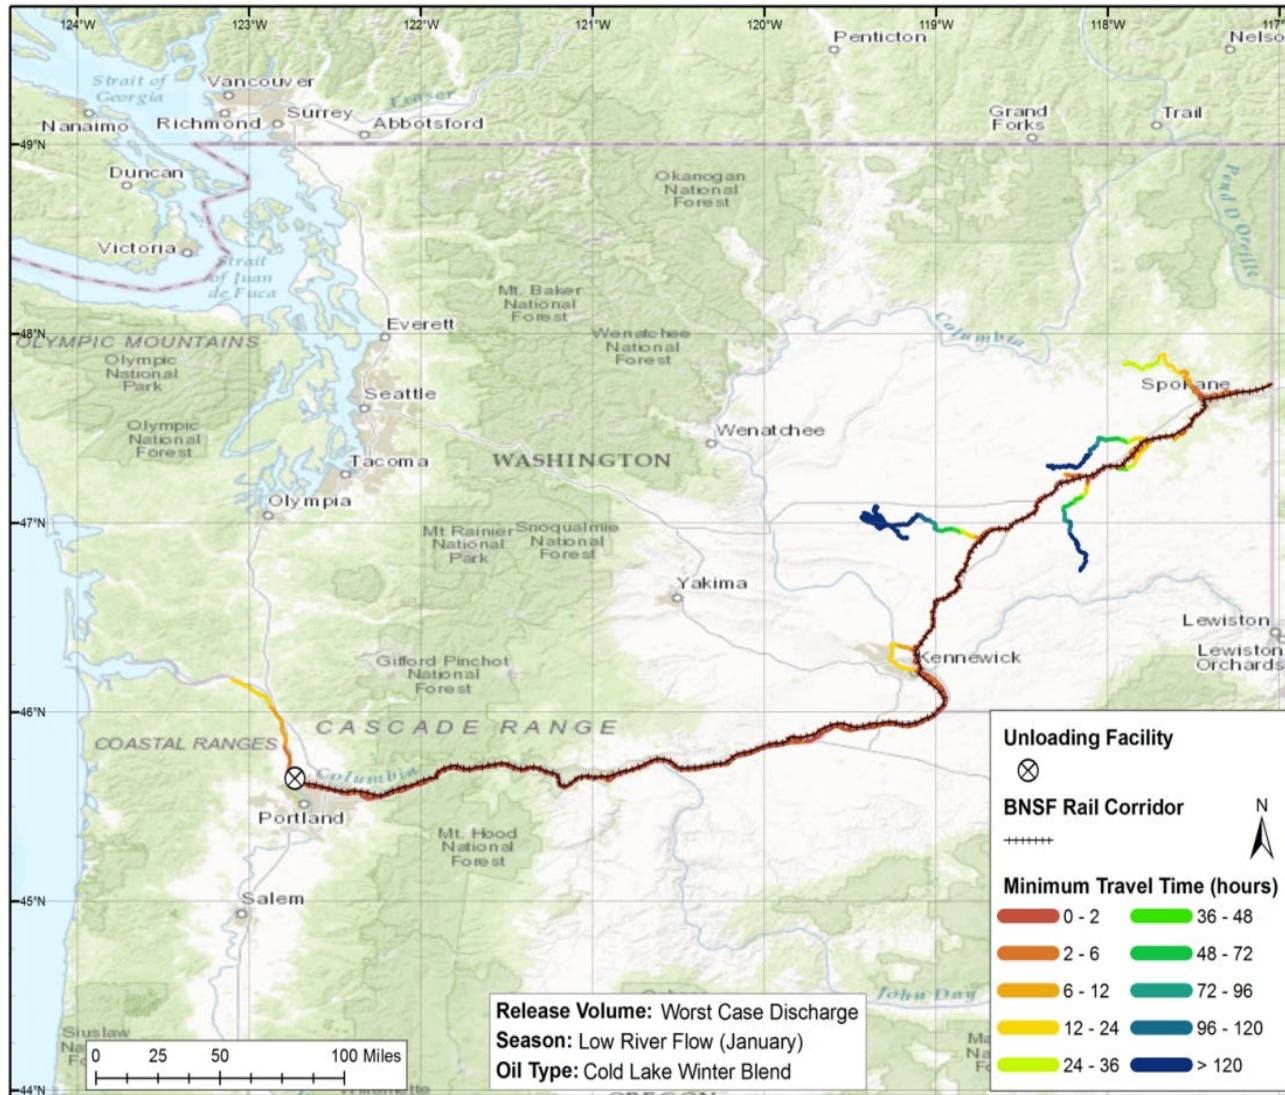 124°W 123°W 122°W 121°W 120°W 119°W 118°W 117°W
Penticton
Nelso
Strait of
Georgia
Vancouver
Fraser
Nanaimo
Richmond
Surrey
Abbotsford
Grand
Forks
Trail
49°N
Duncan
Okanogan
National
Forest
Pend D'Oreille
Victoria
Strait
of Juan
de Fuca
Mt. Baker
National
Forest
Everett
Wenatchee
National
Forest
Columbia
48°N
OLYMPIC MOUNTAINS
Olympic
National
Park
Seattle
Spokane
Olympic
National
Forest
Wenatchee
Tacoma
WASHINGTON
Olympia
47°N
Mt Rainier
National
Park
Snoqualmie
National
Forest
Yakima
Lewiston
Lewiston
Orchards
Gifford Pinchot
National
Forest
Kennewick
46°N
CASCADE RANGE
COASTAL RANGES
Columbia
Portland
Mt. Hood
National
Forest
45°N
Salem
John Day
Siuslaw
44°N
0 25 50 100 Miles
Release Volume: Worst Case Discharge
Season: Low River Flow (January)
Oil Type: Cold Lake Winter Blend
Unloading Facility
BNSF Rail Corridor
N
Minimum Travel Time (hours)
0 - 2
2 - 6
6 - 12
12 - 24
24 - 36
36 - 48
48 - 72
72 - 96
96 - 120
> 120